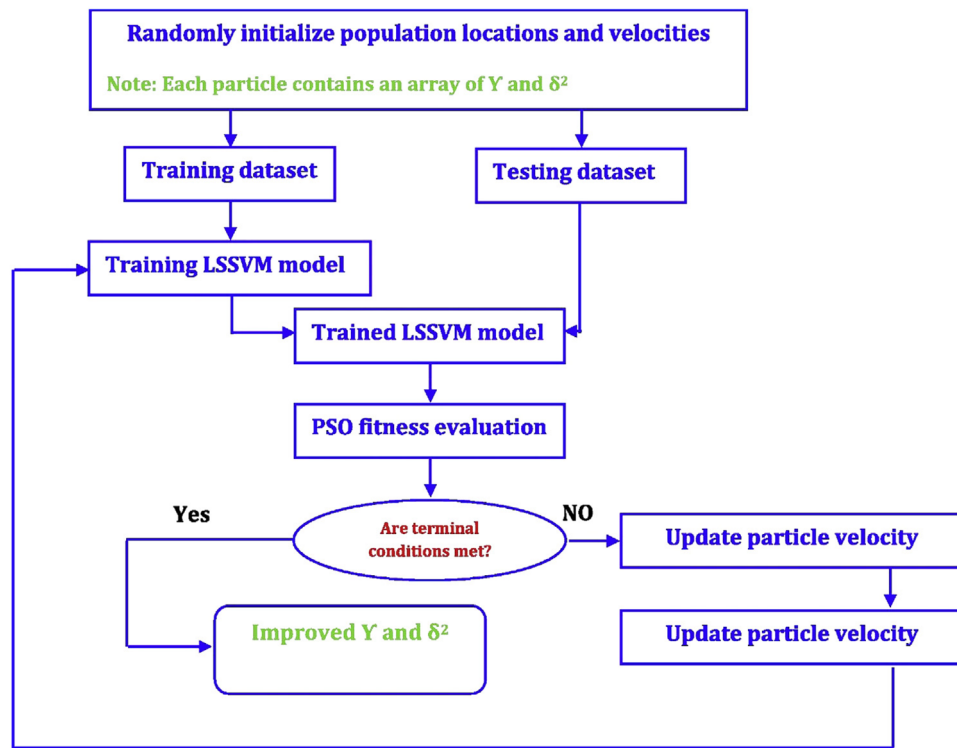 Randomly initialize population locations and velocities
Note: Each particle contains an array of ϒ and δ²
Training dataset
Testing dataset
Training LSSVM model
Trained LSSVM model
PSO fitness evaluation
Yes
NO
Are terminal
conditions met?
Update particle velocity
Improved ϒ and δ²
Update particle velocity